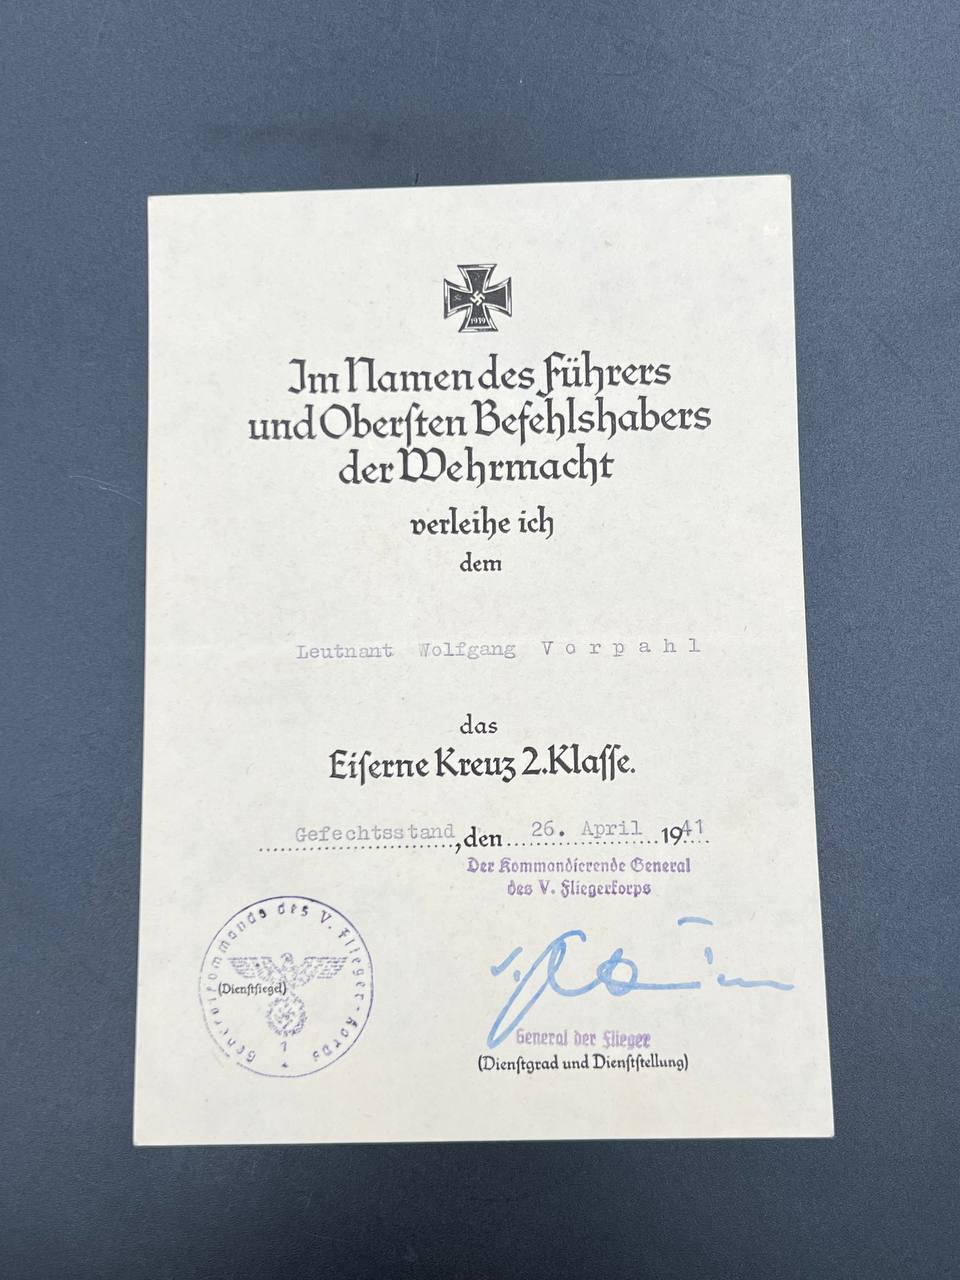 1939
Im Namen des Führers
und Oberſten Befehlshabers
der Wehrmacht
verleihe ich
dem
Leutnant Wolfgang Vorpahl
das
Eiſerne Kreuz 2.Klaſſe.
Gefechtsstand, den 26. April 1941
Der Kommandierende General
des V. Fliegerkorps
Generalkommando des V. Flieger-Korps
(Dienſtſiegel)
1
General der Flieger
(Dienſtgrad und Dienſtſtellung)